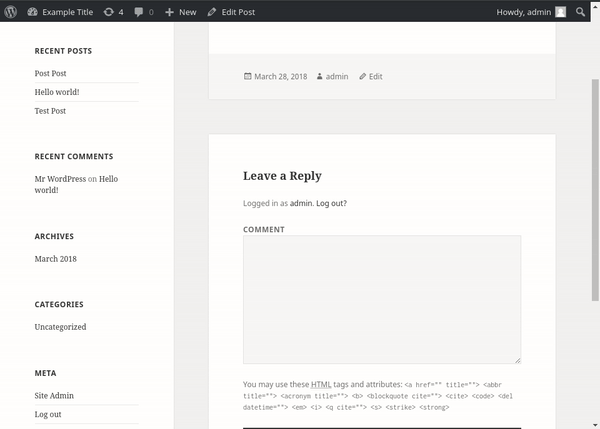 Example Title 4 0 New Edit Post Howdy, admin
RECENT POSTS
Post Post
Hello world!
Test Post
RECENT COMMENTS
Mr WordPress on Hello
world!
ARCHIVES
March 2018
CATEGORIES
Uncategorized
META
Site Admin
Log out
March 28, 2018 admin Edit
Leave a Reply
Logged in as admin. Log out?
COMMENT
You may use these HTML tags and attributes: <a href="" title=""> <abbr
title=""> <acronym title=""> <b> <blockquote cite=""> <cite> <code> <del
datetime=""> <em> <i> <q cite=""> <s> <strike> <strong>